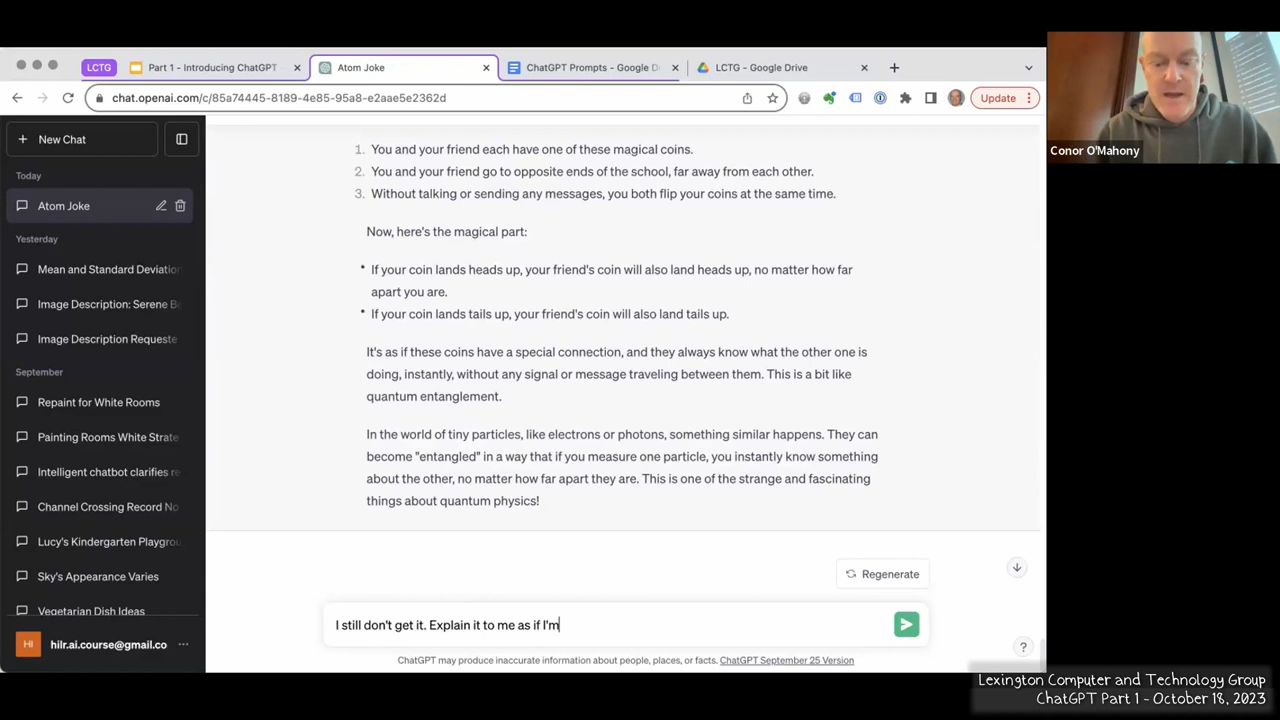 LCTG
Part 1 - Introducing ChatGPT
Atom Joke
ChatGPT Prompts - Google D
LCTG - Google Drive
chat.openai.com/c/85a74445-8189-4e85-95a8-e2aae5e2362d
Update
Conor O'Mahony
New Chat
Today
Atom Joke
Yesterday
Mean and Standard Deviation
Image Description: Serene B
Image Description Requeste
September
Repaint for White Rooms
Painting Rooms White Strate
Intelligent chatbot clarifies r
Channel Crossing Record No
Lucy's Kindergarten Playgrou
Sky's Appearance Varies
Vegetarian Dish Ideas
HI
hilr.ai.course@gmail.co
1. You and your friend each have one of these magical coins.
2. You and your friend go to opposite ends of the school, far away from each other.
3. Without talking or sending any messages, you both flip your coins at the same time.
Now, here's the magical part:
• If your coin lands heads up, your friend's coin will also land heads up, no matter how far
apart you are.
• If your coin lands tails up, your friend's coin will also land tails up.
It's as if these coins have a special connection, and they always know what the other one is
doing, instantly, without any signal or message traveling between them. This is a bit like
quantum entanglement.
In the world of tiny particles, like electrons or photons, something similar happens. They can
become "entangled" in a way that if you measure one particle, you instantly know something
about the other, no matter how far apart they are. This is one of the strange and fascinating
things about quantum physics!
Regenerate
I still don't get it. Explain it to me as if I'm
ChatGPT may produce inaccurate information about people, places, or facts. ChatGPT September 25 Version
?
Lexington Computer and Technology Group
ChatGPT Part 1 - October 18, 2023